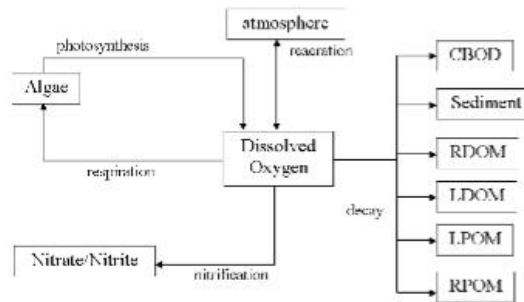 atmosphere
photosynthesis
reaeration
CBOD
Algae
Sediment
Dissolved
Oxygen
RDOM
respiration
LDOM
decay
LPOM
Nitrate/Nitrite
nitrification
RPOM